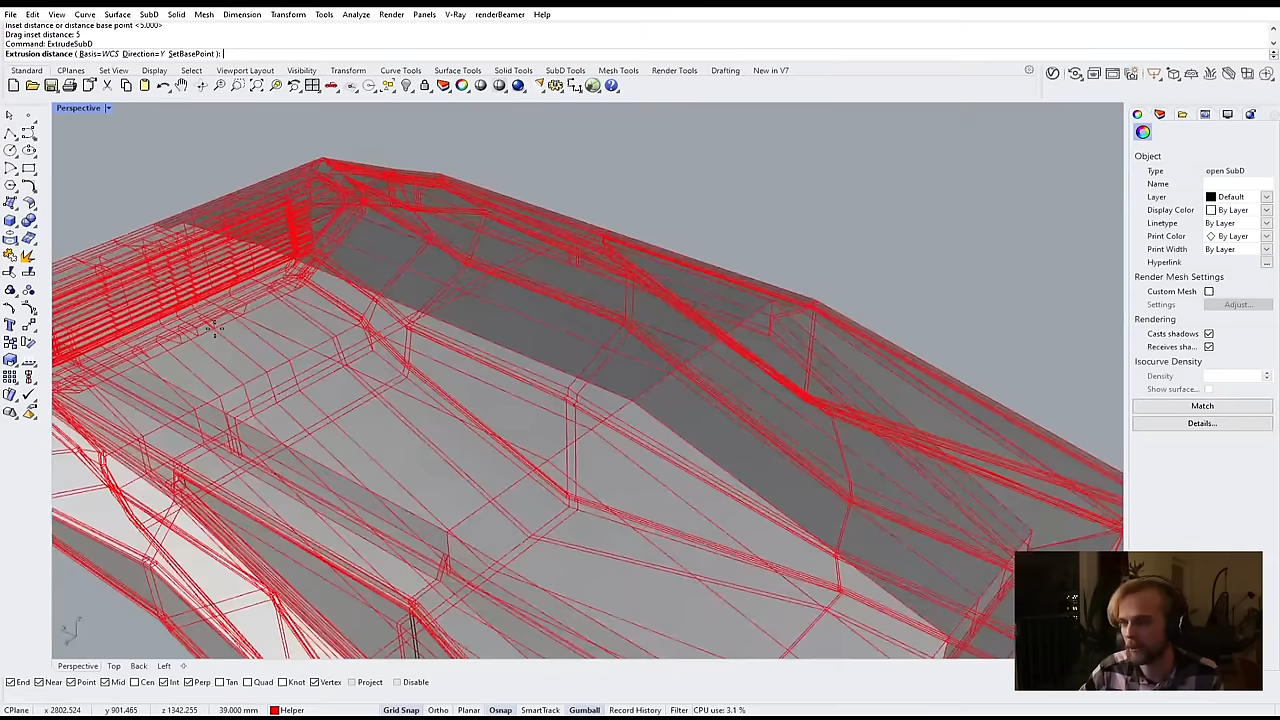 File Edit View Curve Surface SubD Solid Mesh Dimension Transform Tools Analyze Render Panels V-Ray renderBeamer Help
Inset distance or distance base point <5.000>
Drag inset distance: 5
Command: ExtrudeSubD
Extrusion distance ( Basis=WCS Direction=Y SetBasePoint ):
Standard CPlanes Set View Display Select Viewport Layout Visibility Transform Curve Tools Surface Tools Solid Tools SubD Tools Mesh Tools Render Tools Drafting New in V7
Perspective
Object
Type open SubD
Name
Layer Default
Display Color By Layer
Linetype By Layer
Print Color By Layer
Print Width By Layer
Hyperlink ...
Render Mesh Settings
Custom Mesh
Settings Adjust...
Rendering
Casts shadows
Receives sha...
Isocurve Density
Density
Show surface...
Match
Details...
z
x
Perspective Top Back Left
End Near Point Mid Cen Int Perp Tan Quad Knot Vertex Project Disable
CPlane x 2802.524 y 901.465 z 1342.255 39.000 mm Helper Grid Snap Ortho Planar Osnap SmartTrack Gumball Record History Filter CPU use: 3.1 %